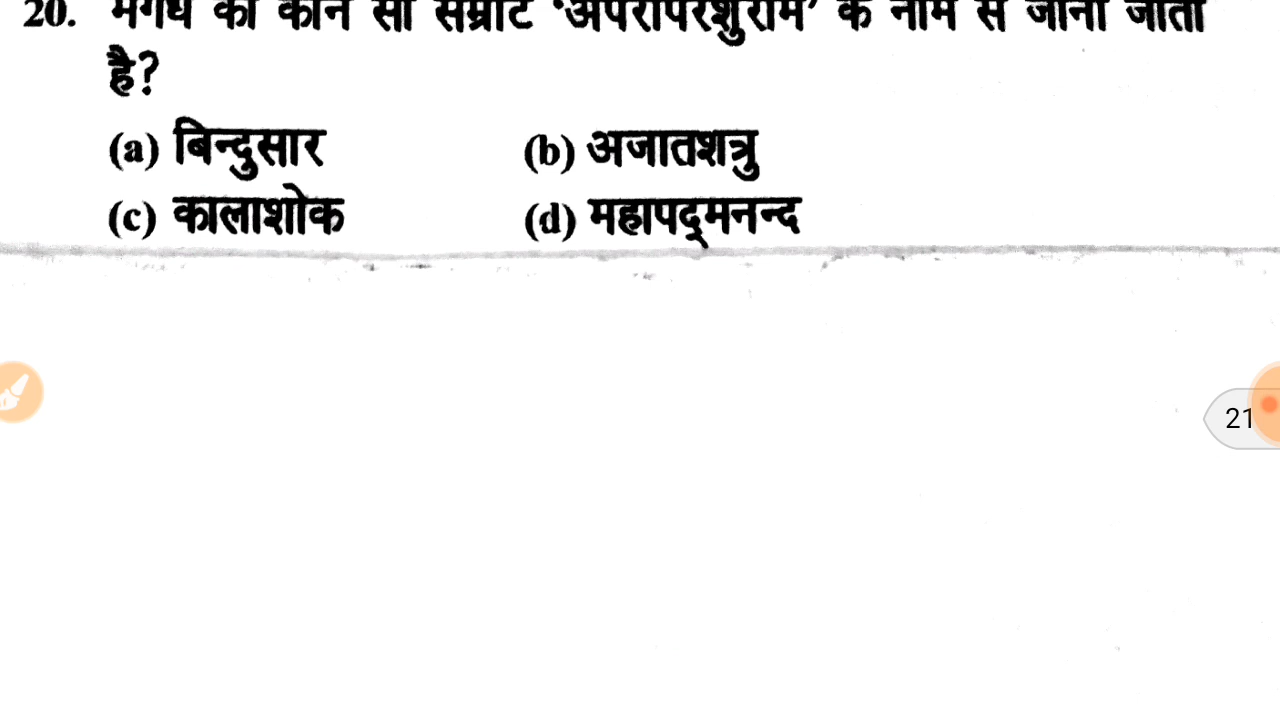 20. मगध का कौन सा सम्राट 'अपरोपरशुराम' के नाम से जाना जाता
है?
(a) बिन्दुसार (b) अजातशत्रु
(c) कालाशोक (d) महापद्मनन्द
21